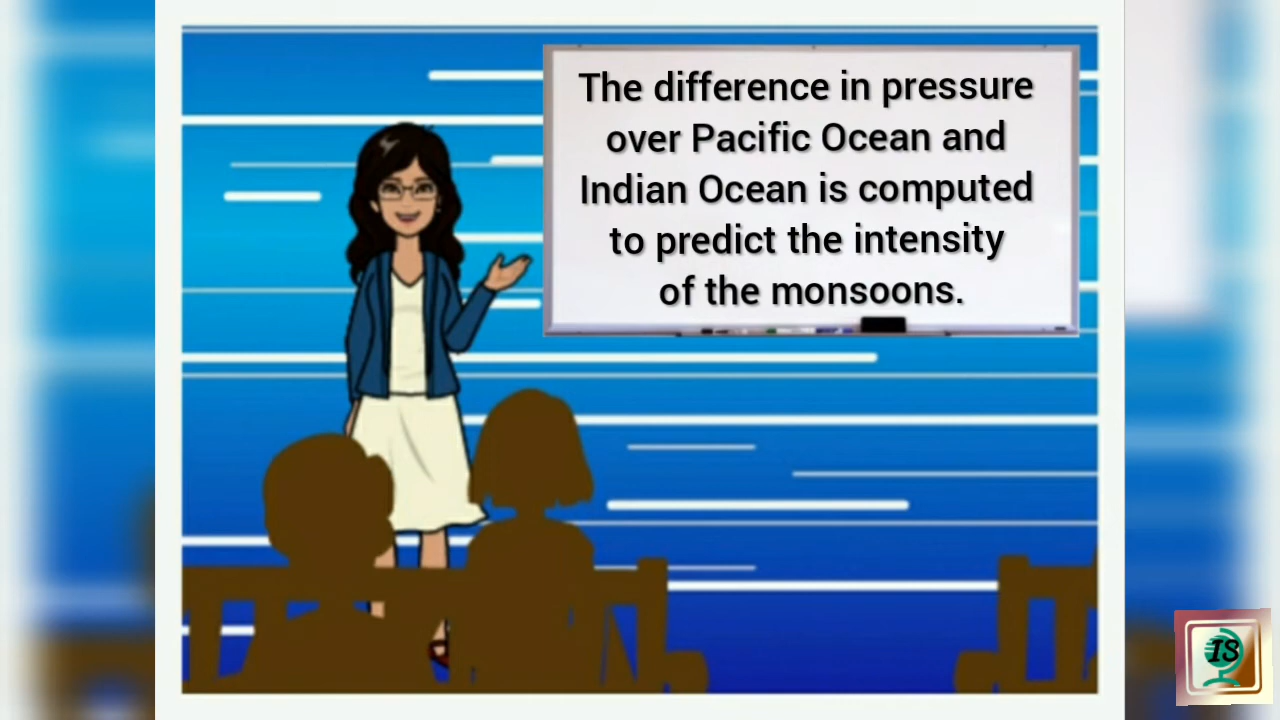 The difference in pressure
over Pacific Ocean and
Indian Ocean is computed
to predict the intensity
of the monsoons.
IS